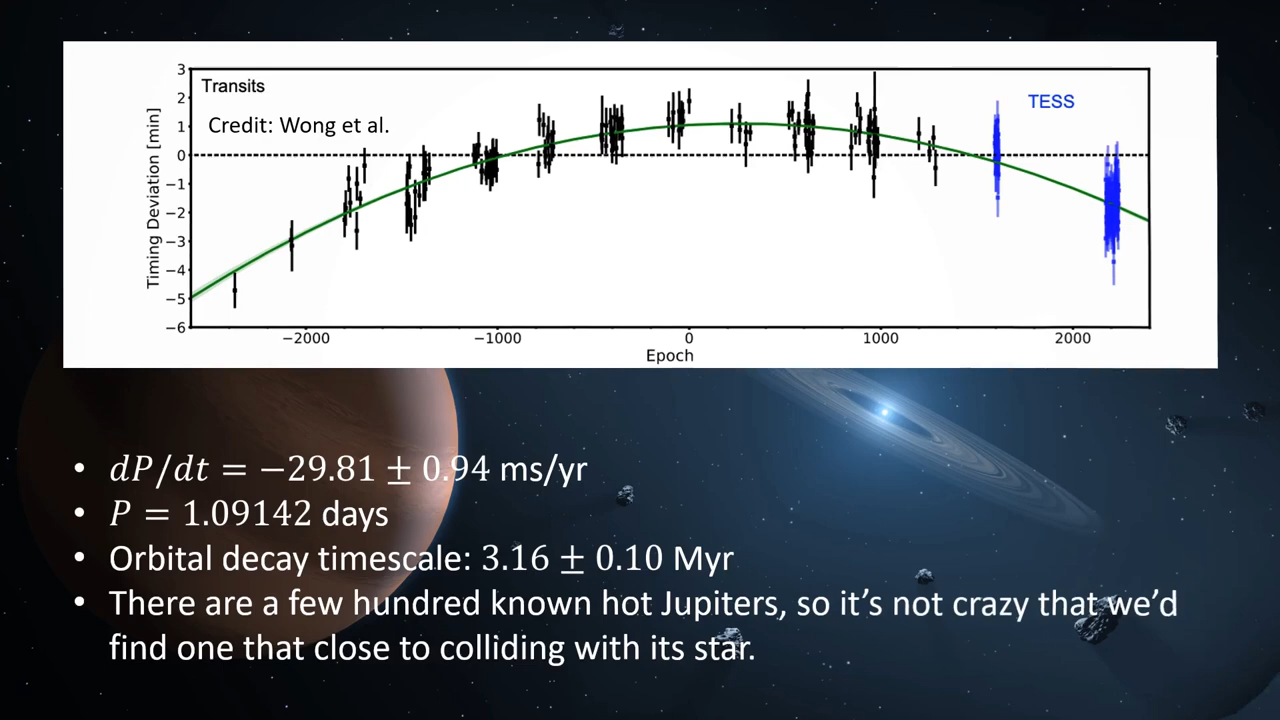 3
Transits
TESS
2
Credit: Wong et al.
1
0
−1
−2
−3
−4
−5
−6
Timing Deviation [min]
−2000 −1000 0 1000 2000
Epoch
• dP/dt = −29.81 ± 0.94 ms/yr
• P = 1.09142 days
• Orbital decay timescale: 3.16 ± 0.10 Myr
• There are a few hundred known hot Jupiters, so it’s not crazy that we’d
find one that close to colliding with its star.